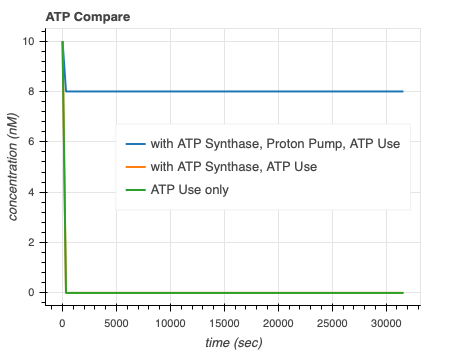 ATP Compare
concentration (nM)
10
8
6
4
2
0
with ATP Synthase, Proton Pump, ATP Use
with ATP Synthase, ATP Use
ATP Use only
0 5000 10000 15000 20000 25000 30000
time (sec)